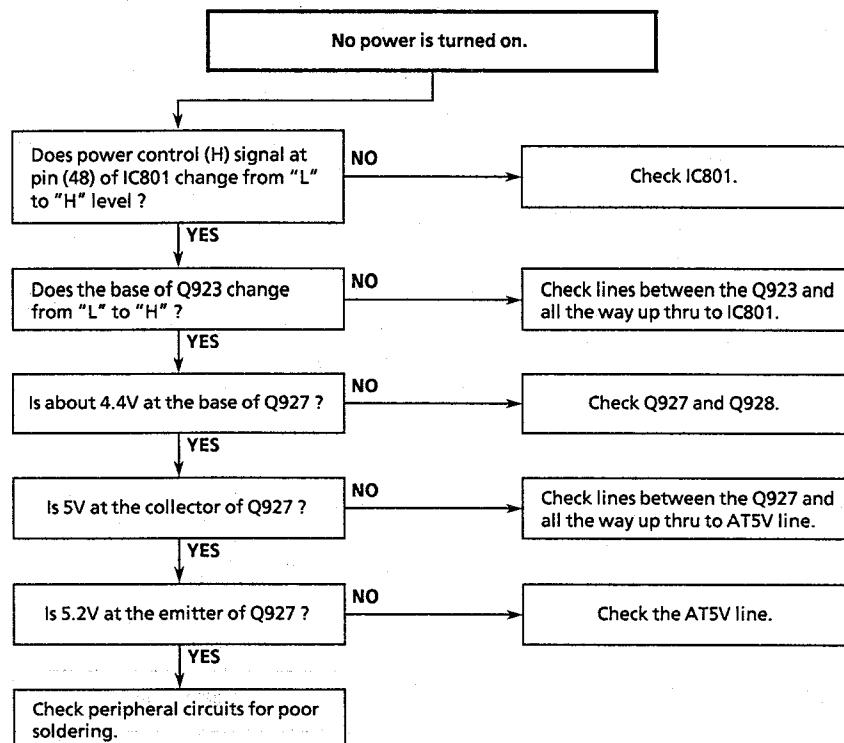 No power is turned on.
Does power control (H) signal at
pin (48) of IC801 change from "L"
to "H" level ?
NO
Check IC801.
YES
Does the base of Q923 change
from "L" to "H" ?
NO
Check lines between the Q923 and
all the way up thru to IC801.
YES
Is about 4.4V at the base of Q927 ?
NO
Check Q927 and Q928.
YES
Is 5V at the collector of Q927 ?
NO
Check lines between the Q927 and
all the way up thru to AT5V line.
YES
Is 5.2V at the emitter of Q927 ?
NO
Check the AT5V line.
YES
Check peripheral circuits for poor
soldering.